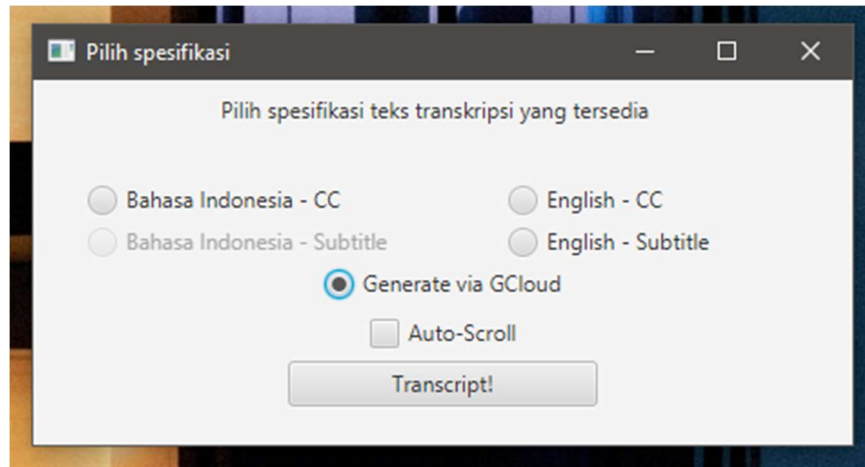 Pilih spesifikasi
Pilih spesifikasi teks transkripsi yang tersedia
Bahasa Indonesia - CC
English - CC
Bahasa Indonesia - Subtitle
English - Subtitle
Generate via GCloud
Auto-Scroll
Transcript!